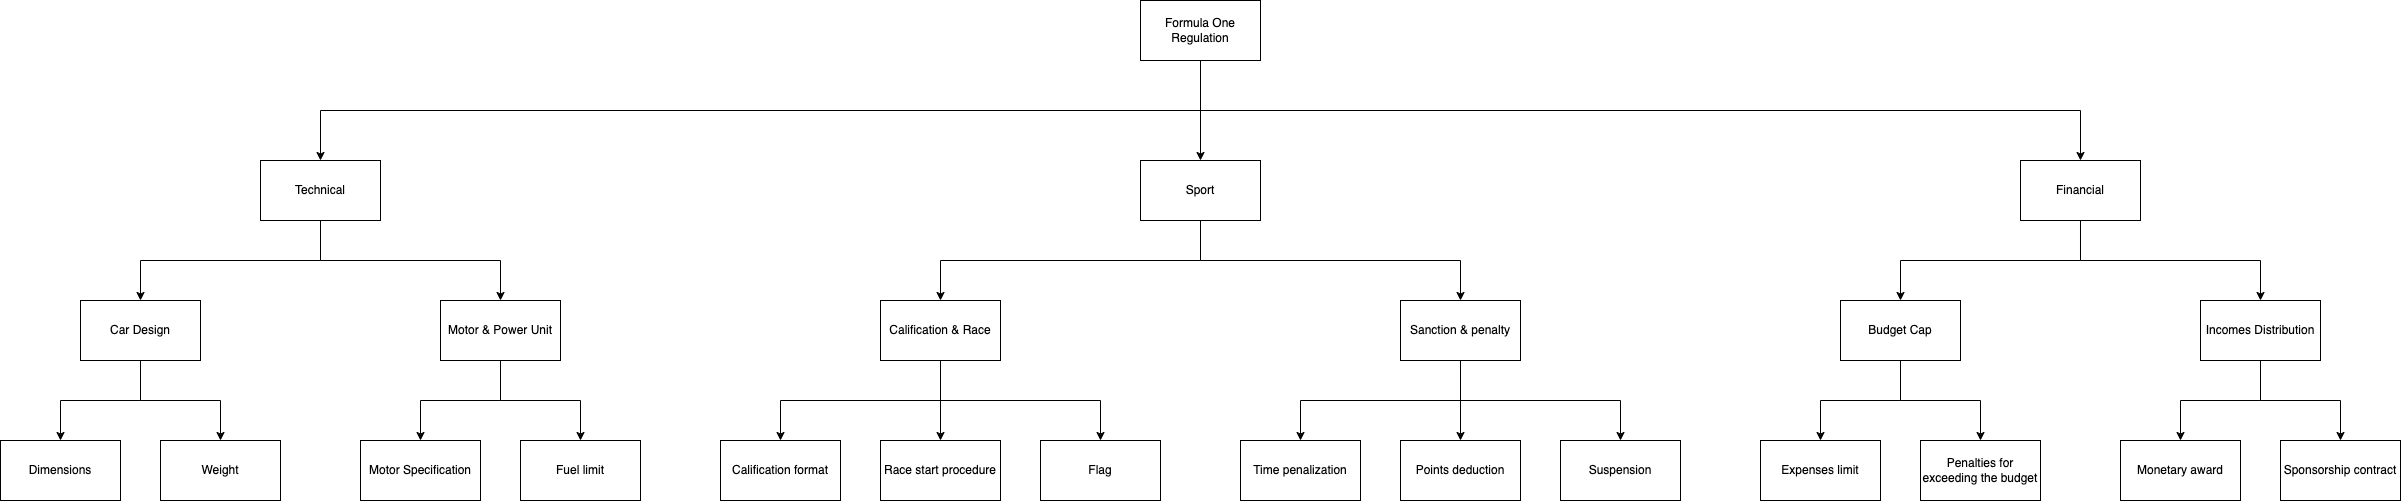 Formula One
Regulation
Technical
Sport
Financial
Car Design
Motor & Power Unit
Calification & Race
Sanction & penalty
Budget Cap
Incomes Distribution
Dimensions
Weight
Motor Specification
Fuel limit
Calification format
Race start procedure
Flag
Time penalization
Points deduction
Suspension
Expenses limit
Penalties for
exceeding the budget
Monetary award
Sponsorship contract